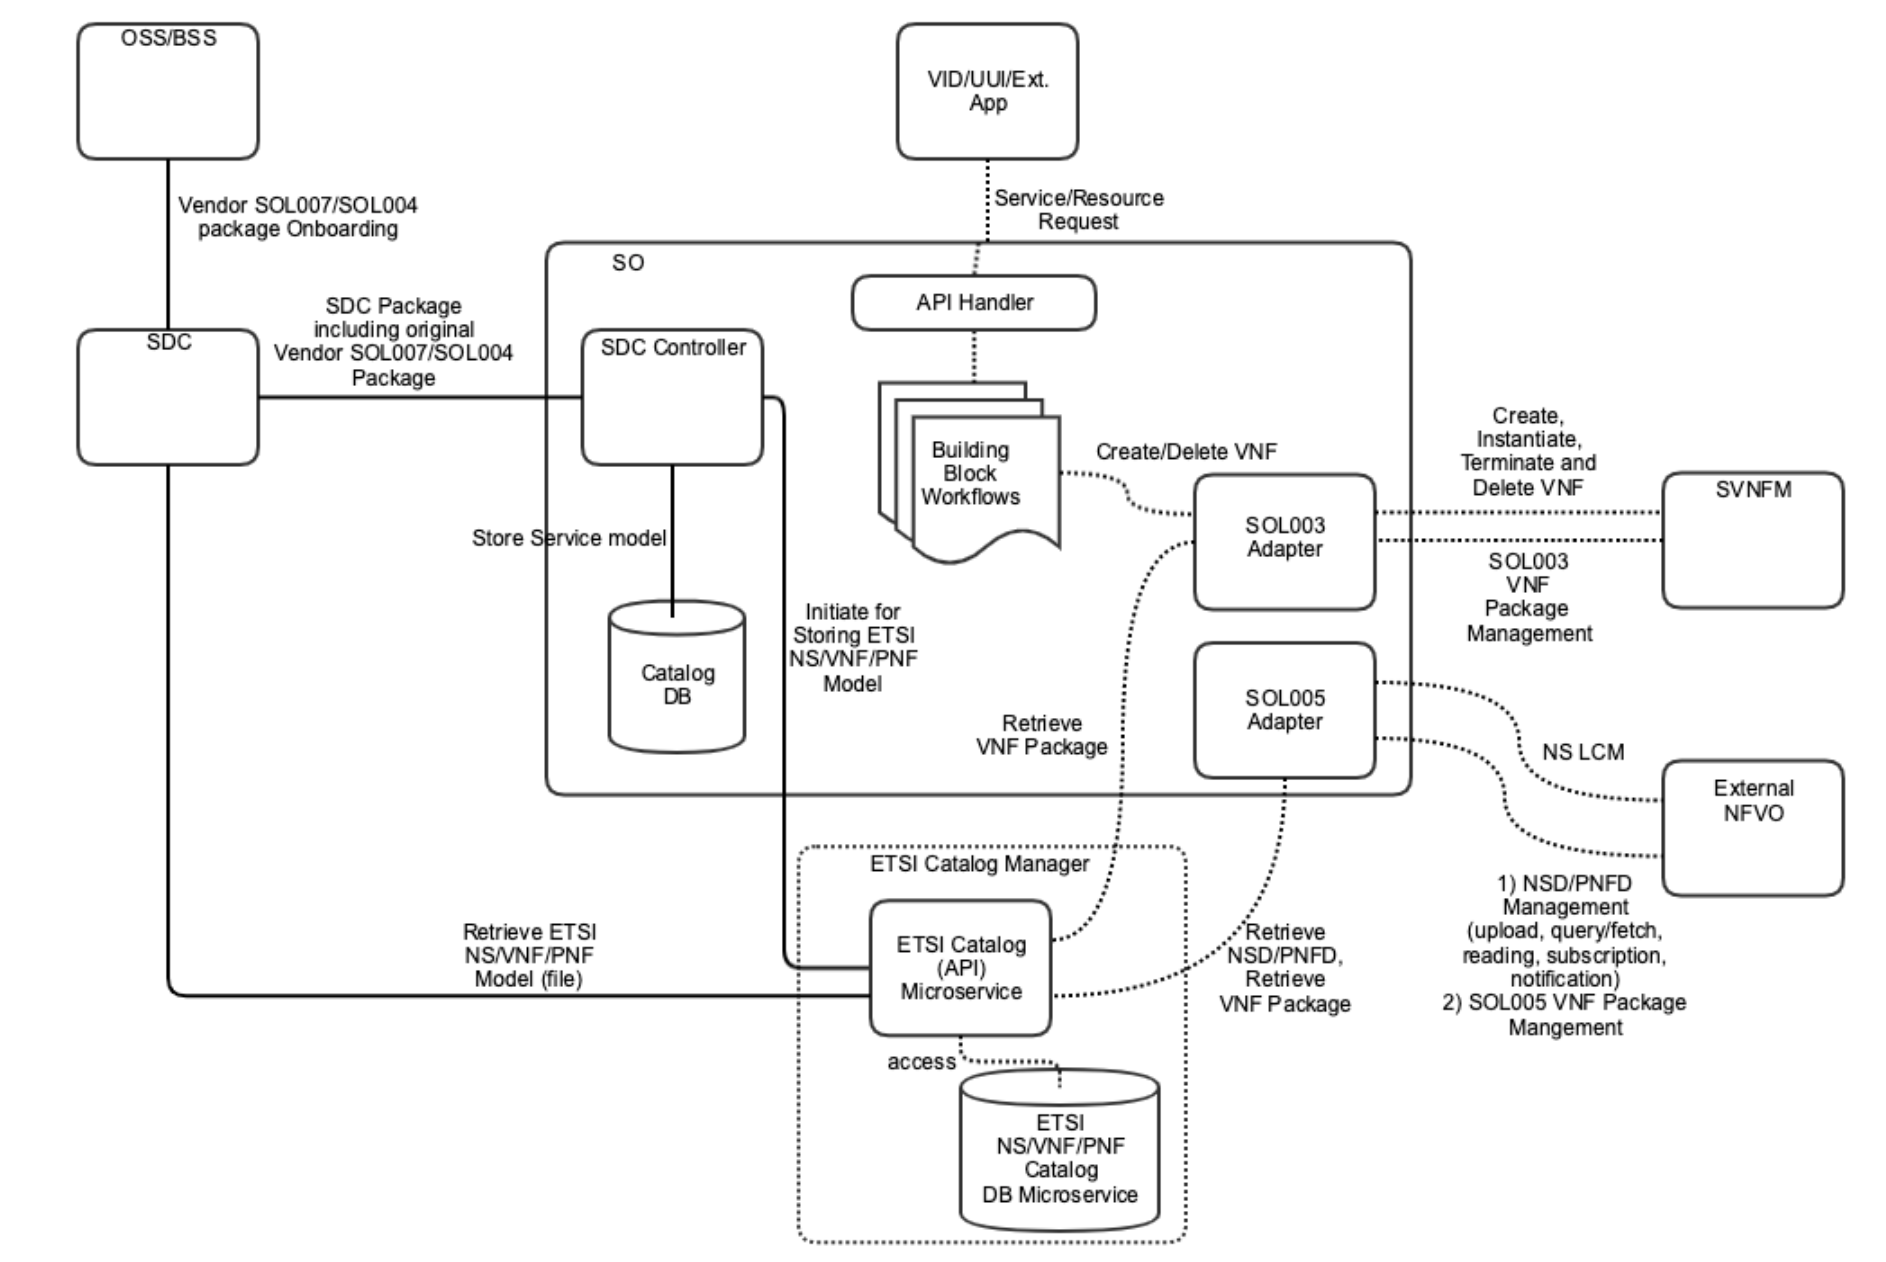 OSS/BSS
VID/UUI/Ext.
App
Vendor SOL007/SOL004
package Onboarding
Service/Resource
Request
SO
SDC Package
including original
Vendor SOL007/SOL004
Package
API Handler
SDC
SDC Controller
Building
Block
Workflows
Create/Delete VNF
Create,
Instantiate,
Terminate and
Delete VNF
SVNFM
SOL003
Adapter
Store Service model
SOL003
VNF
Package
Management
Initiate for
Storing ETSI
NS/VNF/PNF
Model
Catalog
DB
SOL005
Adapter
Retrieve
VNF Package
NS LCM
External
NFVO
ETSI Catalog Manager
1) NSD/PNFD
Management
(upload, query/fetch,
reading, subscription,
notification)
2) SOL005 VNF Package
Mangement
Retrieve ETSI
NS/VNF/PNF
Model (file)
ETSI Catalog
(API)
Microservice
Retrieve
NSD/PNFD,
Retrieve
VNF Package
access
ETSI
NS/VNF/PNF
Catalog
DB Microservice